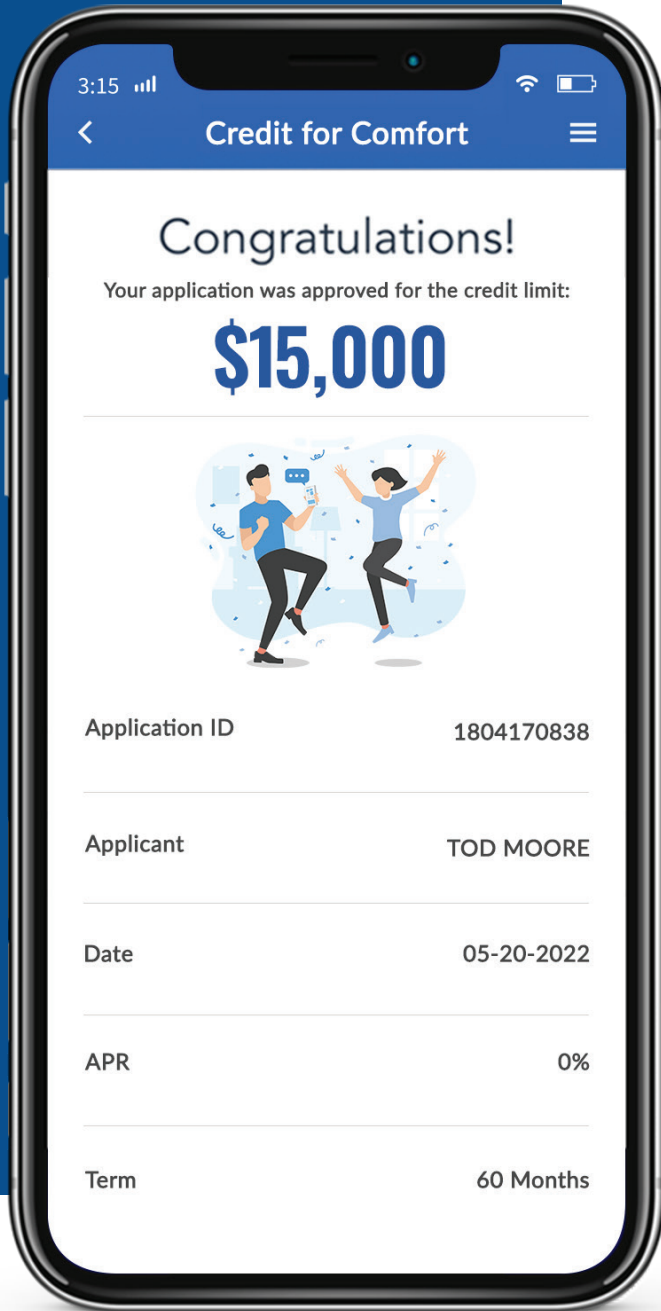 3:15
Credit for Comfort
Congratulations!
Your application was approved for the credit limit:
$15,000
Application ID 1804170838
Applicant TOD MOORE
Date 05-20-2022
APR 0%
Term 60 Months